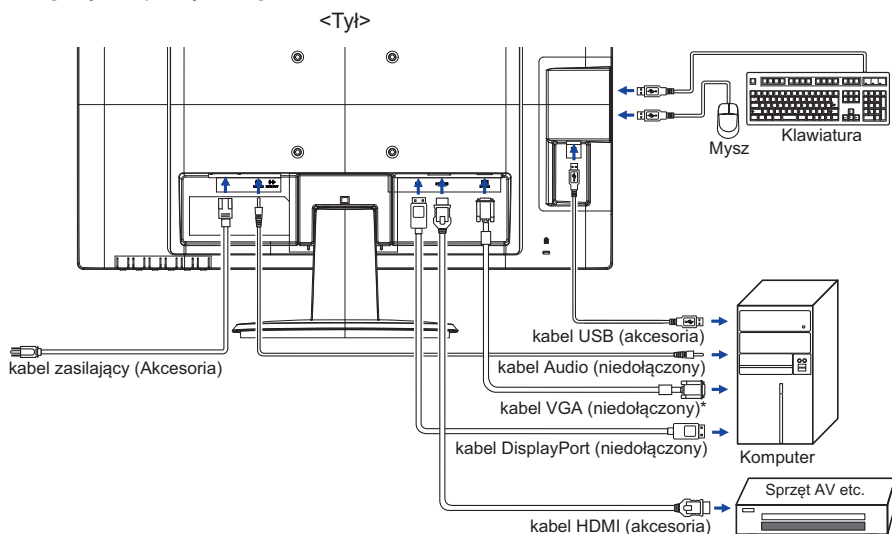 <Tył>
Mysz
Klawiatura
kabel USB (akcesoria)
kabel zasilający (Akcesoria)
kabel Audio (niedołączony)
kabel VGA (niedołączony)*
kabel DisplayPort (niedołączony)
Komputer
Sprzęt AV etc.
kabel HDMI (akcesoria)